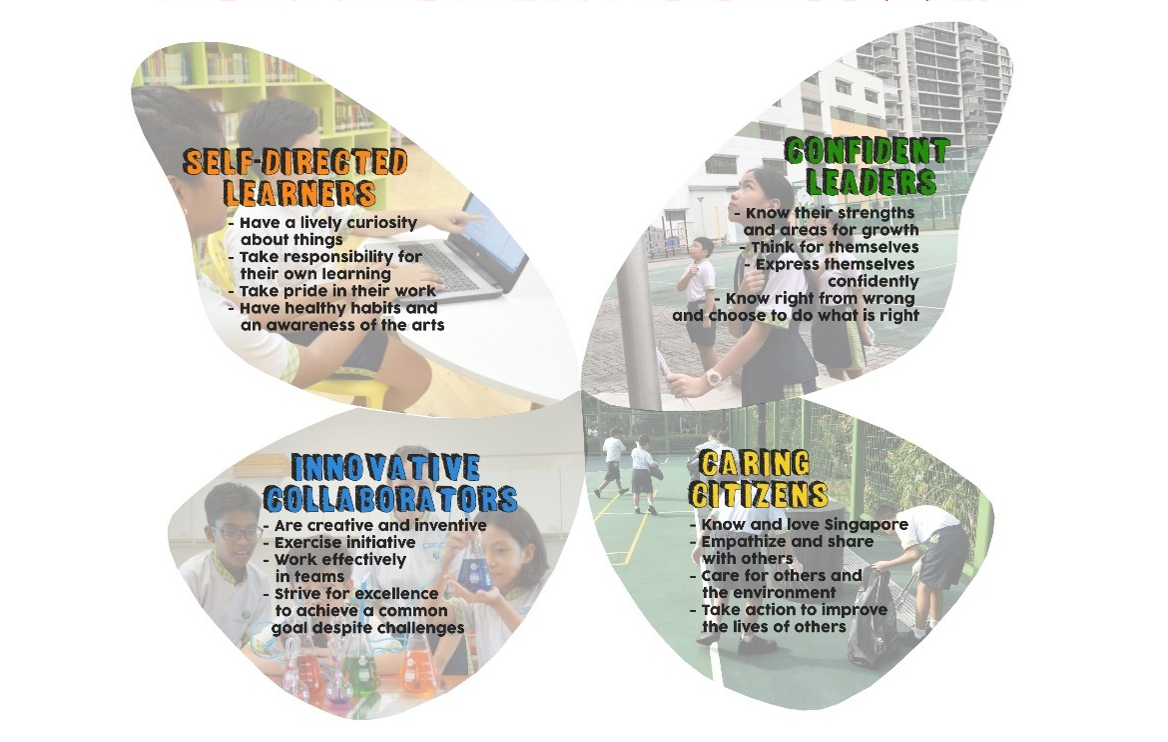 SELF-DIRECTED
LEARNERS
- Have a lively curiosity
about things
- Take responsibility for
their own learning
- Take pride in their work
- Have healthy habits and
an awareness of the arts
CONFIDENT
LEADERS
- Know their strengths
and areas for growth
- Think for themselves
- Express themselves
confidently
- Know right from wrong
and choose to do what is right
INNOVATIVE
COLLABORATORS
- Are creative and inventive
- Exercise initiative
- Work effectively
in teams
- Strive for excellence
to achieve a common
goal despite challenges
CARING
CITIZENS
- Know and love Singapore
- Empathize and share
with others
- Care for others and
the environment
- Take action to improve
the lives of others